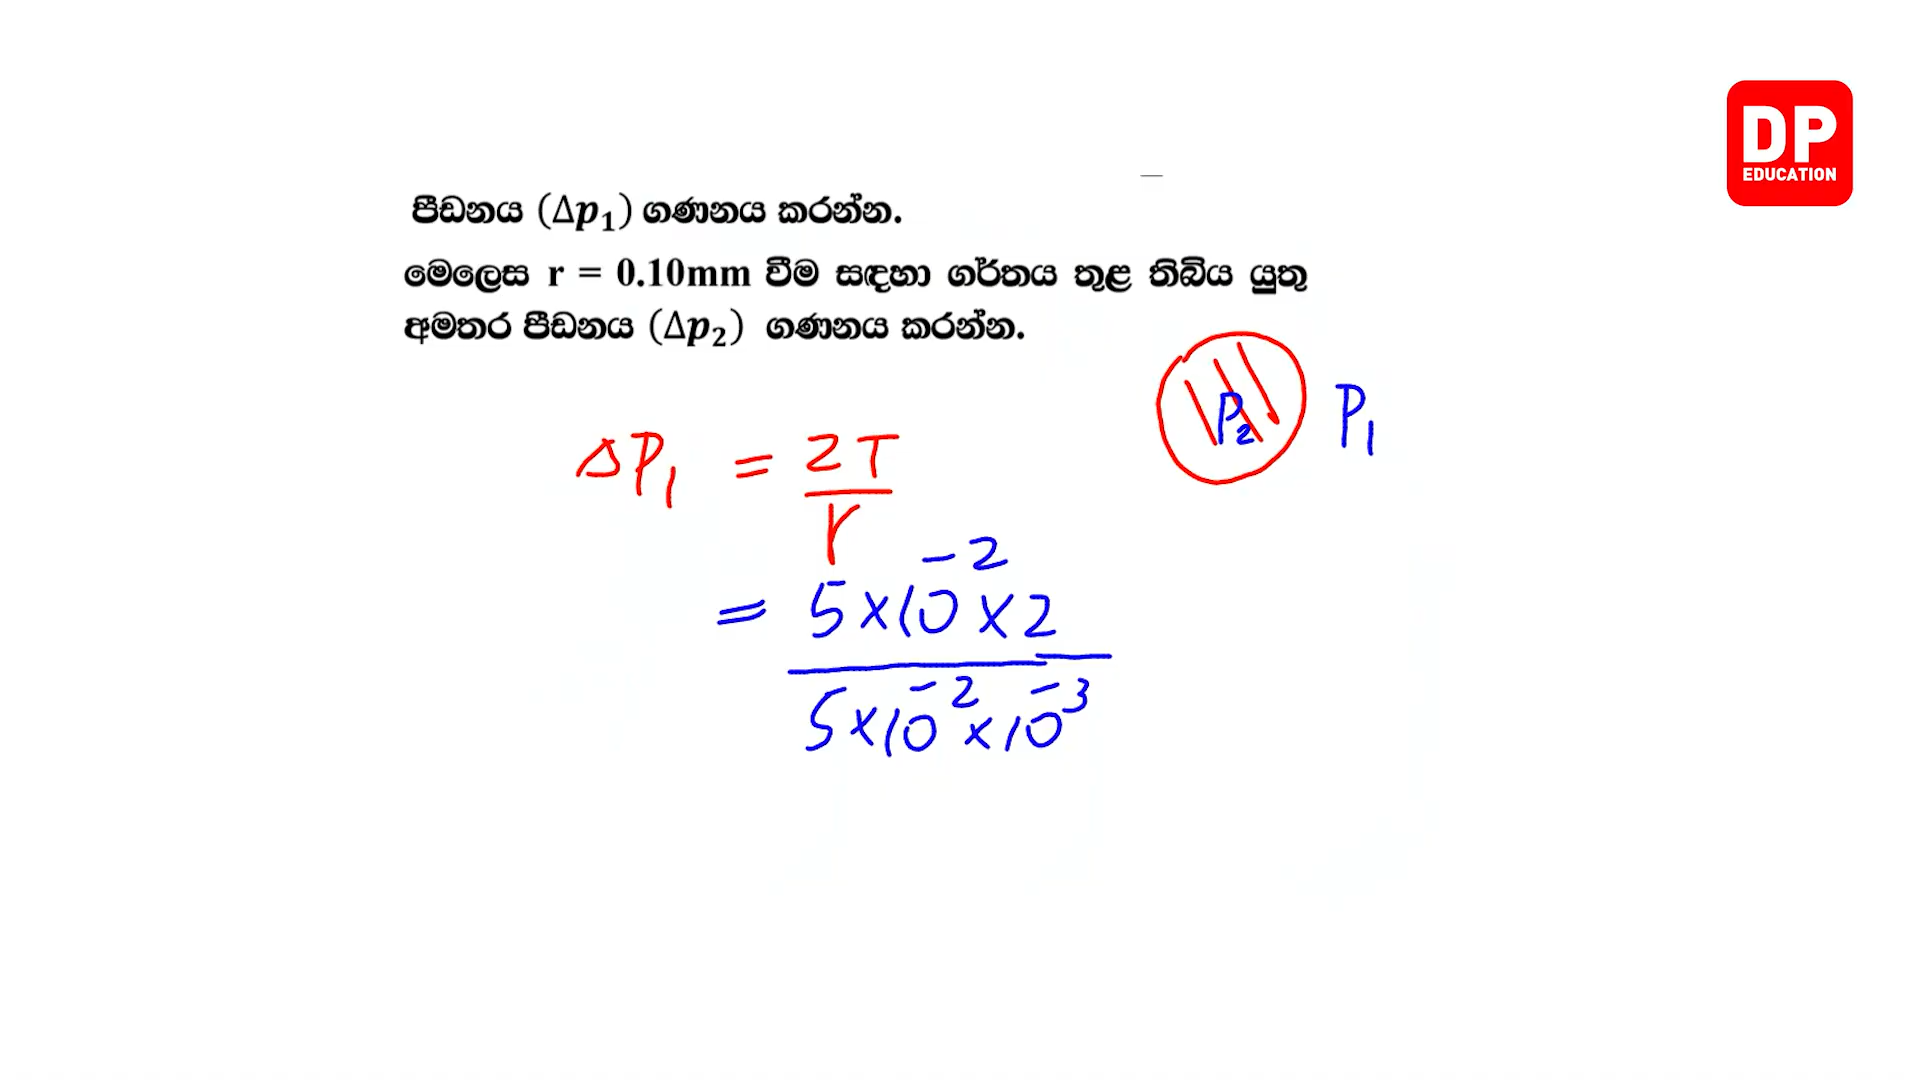 DP
EDUCATION
පීඩනය (Δp₁) ගණනය කරන්න.
මෙලෙස r = 0.10mm වීම සඳහා ගර්තය තුළ තිබිය යුතු
අමතර පීඩනය (Δp₂) ගණනය කරන්න.
P₂ P₁
ΔP₁ = 2T / r
= 5×10⁻²×2 / 5×10⁻²×10⁻³